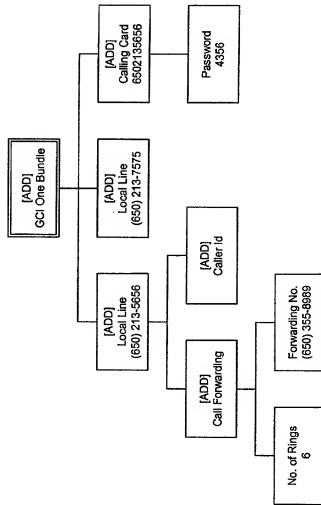 [ADD]
GCI One Bundle
[ADD]
Local Line
(650) 213-5656
[ADD]
Local Line
(650) 213-7575
[ADD]
Calling Card
6502135656
[ADD]
Call Forwarding
[ADD]
Caller Id
Password
4356
No. of Rings
6
Forwarding No.
(650) 355-8989